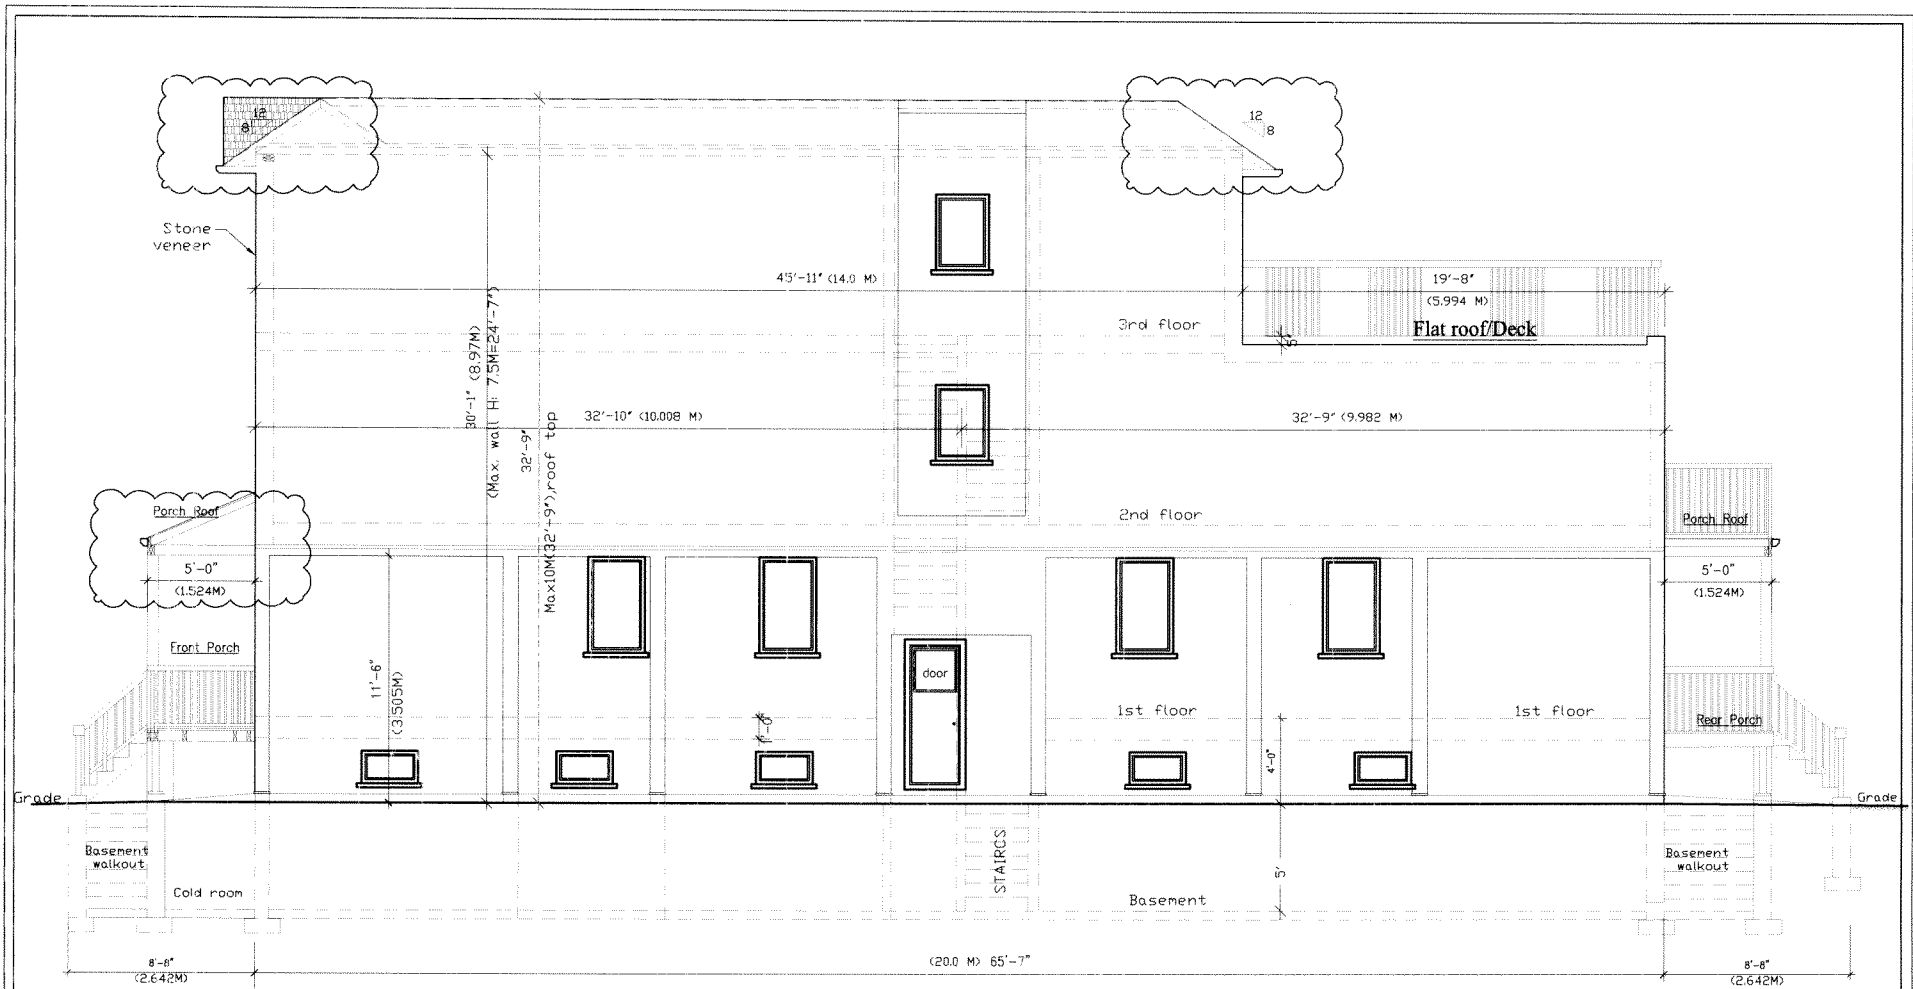 12
8
12
8
Stone
veneer
45'-11" (14.0 M)
19'-8"
(5.994 M)
Flat roof/Deck
3rd floor
5"
30'-1" (8.97M)
(Max. wall H: 7.5M=24'-7")
32'-9"
Max10M(32'-9"),roof top
32'-10" (10.008 M)
32'-9" (9.982 M)
Porch Roof
2nd floor
Porch Roof
5'-0"
(1.524M)
5'-0"
(1.524M)
Front Porch
11'-6"
(3.505M)
door
1st floor
1st floor
Rear Porch
1'-0"
4'-0"
Grade
Grade
Basement
walkout
Cold room
STAIRCS
5'
Basement
Basement
walkout
8'-8"
(2.642M)
(20.0 M) 65'-7"
8'-8"
(2.642M)